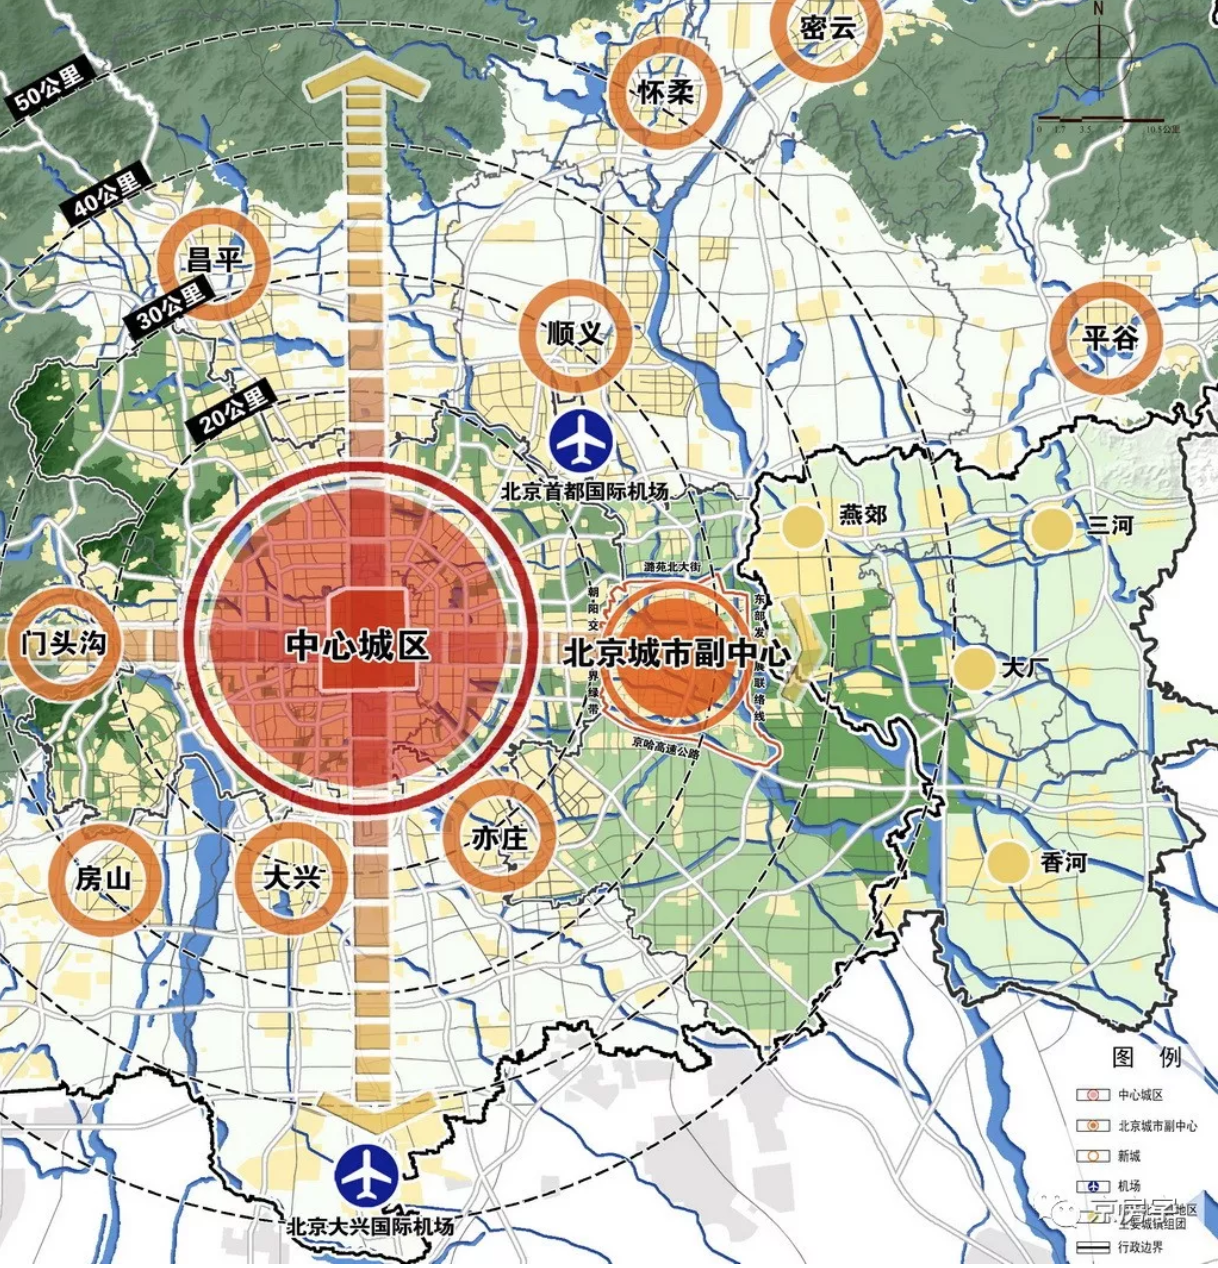 密云
N
怀柔
50公里
0 1.7 3.5 10.5公里
40公里
昌平
30公里
顺义
平谷
20公里
北京首都国际机场
燕郊
三河
潞苑北大街
朝阳交界绿带
东部发展联络线
门头沟
中心城区
北京城市副中心
大厂
京哈高速公路
亦庄
房山
大兴
香河
图 例
中心城区
北京城市副中心
新城
机场
地区
主要城镇组团
行政边界
北京大兴国际机场